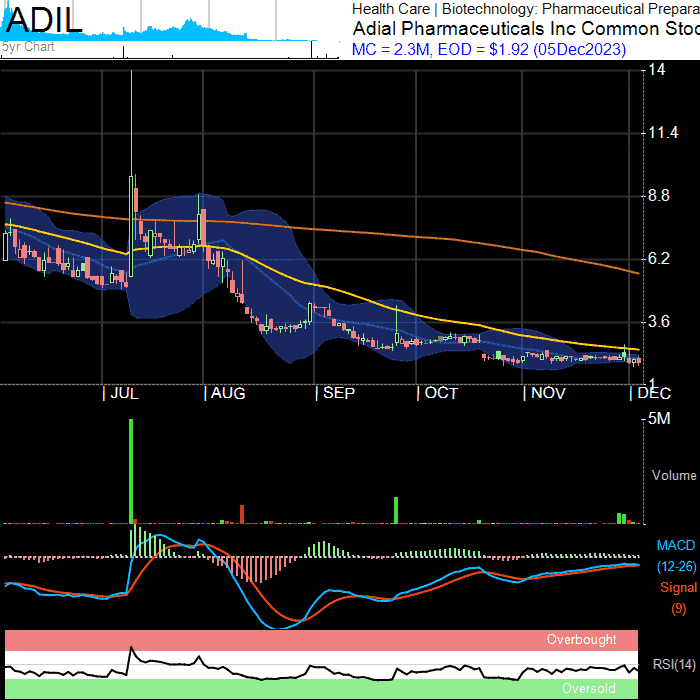 ADIL
5yr Chart
Health Care | Biotechnology: Pharmaceutical Prepara
Adial Pharmaceuticals Inc Common Stoc
MC = 2.3M, EOD = $1.92 (05Dec2023)
14
11.4
8.8
6.2
3.6
1
JUL AUG SEP OCT NOV DEC
5M
Volume
MACD
(12-26)
Signal
(9)
Overbought
RSI(14)
Oversold